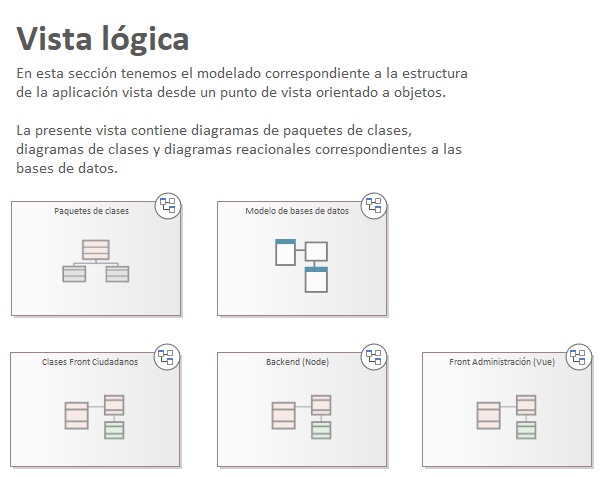 Vista lógica
En esta sección tenemos el modelado correspondiente a la estructura
de la aplicación vista desde un punto de vista orientado a objetos.
La presente vista contiene diagramas de paquetes de clases,
diagramas de clases y diagramas reacionales correspondientes a las
bases de datos.
Paquetes de clases
Modelo de bases de datos
Clases Front Ciudadanos
Backend (Node)
Front Administración (Vue)